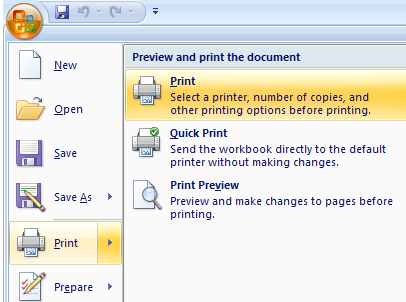 New
Open
Save
Save As
Print
Prepare
Preview and print the document
Print
Select a printer, number of copies, and
other printing options before printing.
Quick Print
Send the workbook directly to the default
printer without making changes.
Print Preview
Preview and make changes to pages before
printing.